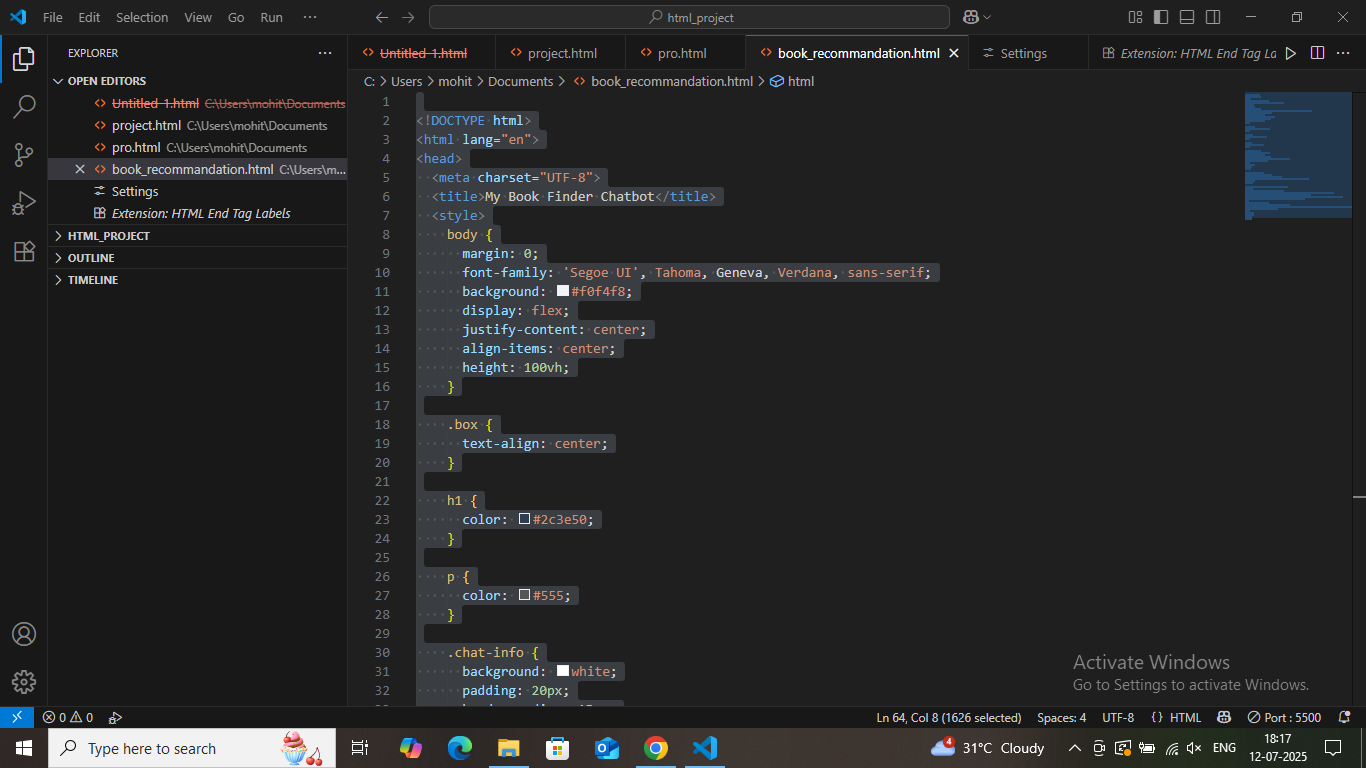 File Edit Selection View Go Run ··· html_project
EXPLORER ···
OPEN EDITORS
Untitled-1.html C:\Users\mohit\Documents
project.html C:\Users\mohit\Documents
pro.html C:\Users\mohit\Documents
book_recommandation.html C:\Users\m...
Settings
Extension: HTML End Tag Labels
HTML_PROJECT
OUTLINE
TIMELINE
Untitled-1.html project.html pro.html book_recommandation.html Settings Extension: HTML End Tag La
C: > Users > mohit > Documents > book_recommandation.html > html
1
2 <!DOCTYPE html>
3 <html lang="en">
4 <head>
5 <meta charset="UTF-8">
6 <title>My Book Finder Chatbot</title>
7 <style>
8 body {
9 margin: 0;
10 font-family: 'Segoe UI', Tahoma, Geneva, Verdana, sans-serif;
11 background: #f0f4f8;
12 display: flex;
13 justify-content: center;
14 align-items: center;
15 height: 100vh;
16 }
17
18 .box {
19 text-align: center;
20 }
21
22 h1 {
23 color: #2c3e50;
24 }
25
26 p {
27 color: #555;
28 }
29
30 .chat-info {
31 background: white;
32 padding: 20px;
Activate Windows
Go to Settings to activate Windows.
0 0 Ln 64, Col 8 (1626 selected) Spaces: 4 UTF-8 {} HTML Port : 5500
Type here to search 4 31°C Cloudy ENG 18:17
12-07-2025